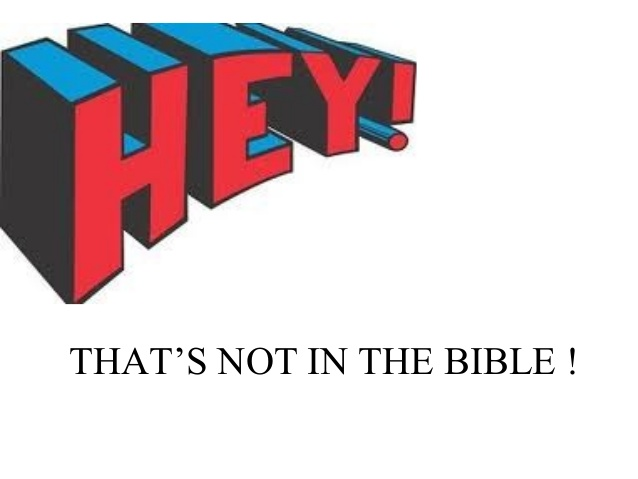 HEY!
THAT’S NOT IN THE BIBLE !